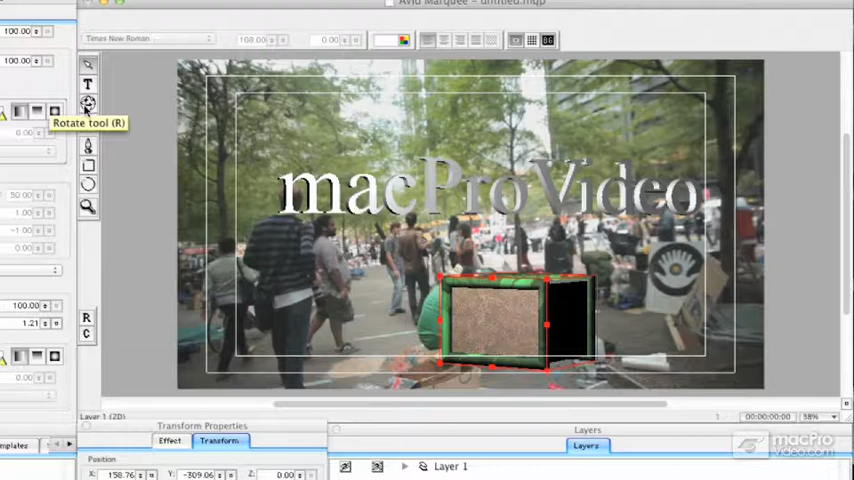 Avid Marquee - untitled.mqp
100.00
Times New Roman
108.00
0.00
100.00
T
Rotate tool (R)
0.00
macProVideo
50.00
1.00
-1.00
0.00
100.00
1.21
R
C
0.00
Layer 1 (2D)
00:00:00:00
58%
Transform Properties
Layers
mplates
Effect
Transform
Layers
Position
X: 158.76
Y: -309.06
Z: 0.00
Layer 1
macPro
Video.com